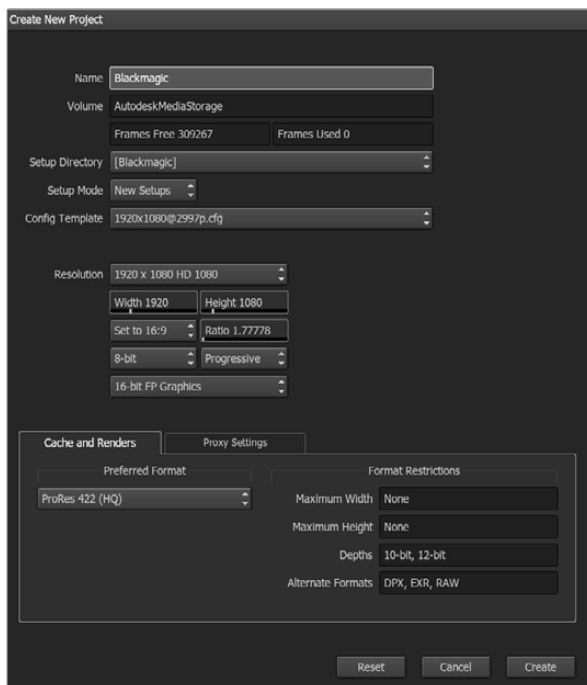 Create New Project
Name Blackmagic
Volume AutodeskMediaStorage
Frames Free 309267 Frames Used 0
Setup Directory [Blackmagic]
Setup Mode New Setups
Config Template 1920x1080@2997p.cfg
Resolution 1920 x 1080 HD 1080
Width 1920 Height 1080
Set to 16:9 Ratio 1.77778
8-bit Progressive
16-bit FP Graphics
Cache and Renders Proxy Settings
Preferred Format Format Restrictions
ProRes 422 (HQ) Maximum Width None
Maximum Height None
Depths 10-bit, 12-bit
Alternate Formats DPX, EXR, RAW
Reset Cancel Create